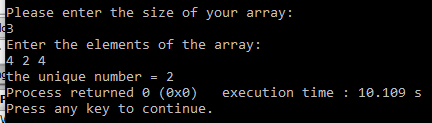 Please enter the size of your array:
3
Enter the elements of the array:
4 2 4
the unique number = 2
Process returned 0 (0x0)   execution time : 10.109 s
Press any key to continue.